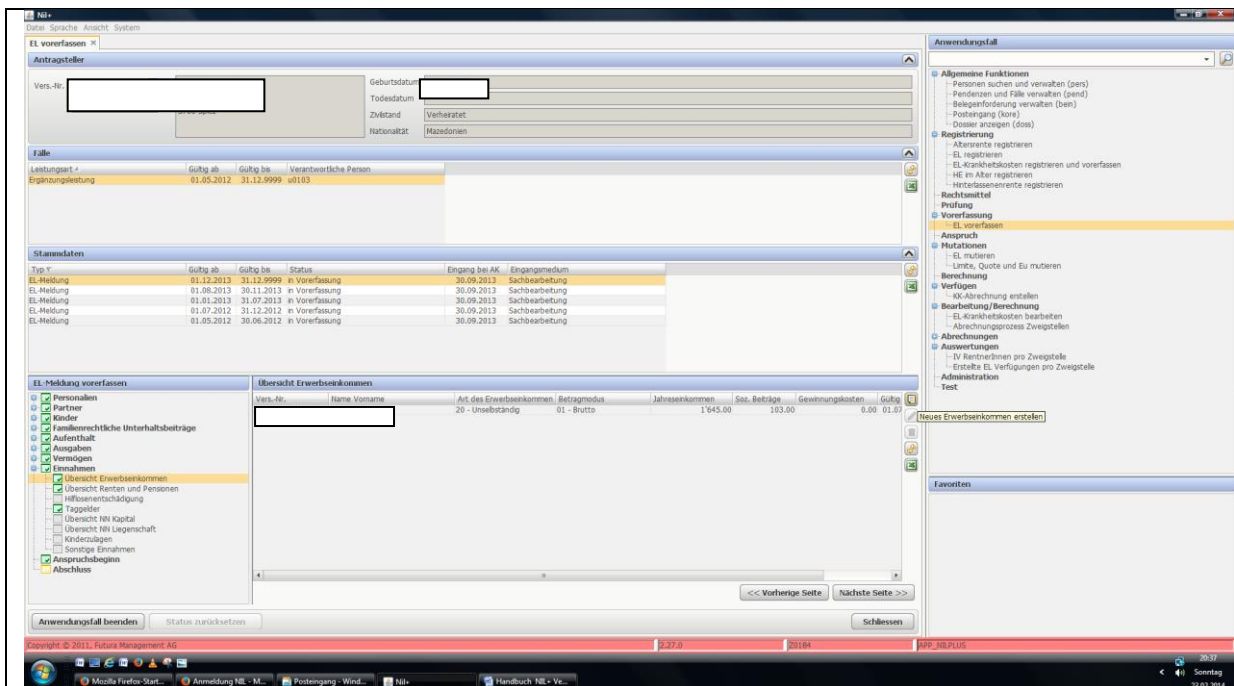 Nil+
Datei Sprache Ansicht System
EL vorerfassen
Antragsteller
Vers.-Nr.
Geburtsdatum
Todesdatum
Zivilstand Verheiratet
Nationalität Mazedonien
Fälle
Leistungsart Gültig ab Gültig bis Verantwortliche Person
Ergänzungsleistung 01.05.2012 31.12.9999 u0103
Stammdaten
Typ Gültig ab Gültig bis Status Eingang bei AK Eingangsmedium
EL-Meldung 01.12.2013 31.12.9999 in Vorerfassung 30.09.2013 Sachbearbeitung
EL-Meldung 01.08.2013 30.11.2013 in Vorerfassung 30.09.2013 Sachbearbeitung
EL-Meldung 01.01.2013 31.07.2013 in Vorerfassung 30.09.2013 Sachbearbeitung
EL-Meldung 01.07.2012 31.12.2012 in Vorerfassung 30.09.2013 Sachbearbeitung
EL-Meldung 01.05.2012 30.06.2012 in Vorerfassung 30.09.2013 Sachbearbeitung
EL-Meldung vorerfassen
Personalien
Partner
Kinder
Familienrechtliche Unterhaltsbeiträge
Aufenthalt
Ausgaben
Vermögen
Einnahmen
Übersicht Erwerbseinkommen
Übersicht Renten und Pensionen
Hilflosenentschädigung
Taggelder
Übersicht NN Kapital
Übersicht NN Liegenschaft
Kinderzulagen
Sonstige Einnahmen
Anspruchsbeginn
Abschluss
Übersicht Erwerbseinkommen
Vers.-Nr. Name Vorname Art des Erwerbseinkommen Betragmodus Jahreseinkommen Soz. Beiträge Gewinnungskosten Gültig
20 - Unselbständig 01 - Brutto 1'645.00 103.00 0.00 01.07
Neues Erwerbseinkommen erstellen
<< Vorherige Seite Nächste Seite >>
Anwendungsfall beenden Status zurücksetzen Schliessen
Anwendungsfall
Allgemeine Funktionen
Personen suchen und verwalten (pers)
Pendenzen und Fälle verwalten (pend)
Belegeinforderung verwalten (bein)
Posteingang (kore)
Dossier anzeigen (doss)
Registrierung
Altersrente registrieren
EL registrieren
EL-Krankheitskosten registrieren und vorerfassen
HE im Alter registrieren
Hinterlassenenrente registrieren
Rechtsmittel
Prüfung
Vorerfassung
EL vorerfassen
Anspruch
Mutationen
EL mutieren
Limite, Quote und Eu mutieren
Berechnung
Verfügen
KK-Abrechnung erstellen
Bearbeitung/Berechnung
EL-Krankheitskosten bearbeiten
Abrechnungsprozess Zweigstellen
Abrechnungen
Auswertungen
IV RentnerInnen pro Zweigstelle
Erstellte EL Verfügungen pro Zweigstelle
Administration
Test
Favoriten
Copyright © 2011, Futura Management AG 2.27.0 Z0184 APP_NILPLUS
Mozilla Firefox-Start... Anmeldung NIL - M... Posteingang - Wind... Nil+ Handbuch NIL+ Ve...
20:37
Sonntag
23.02.2014